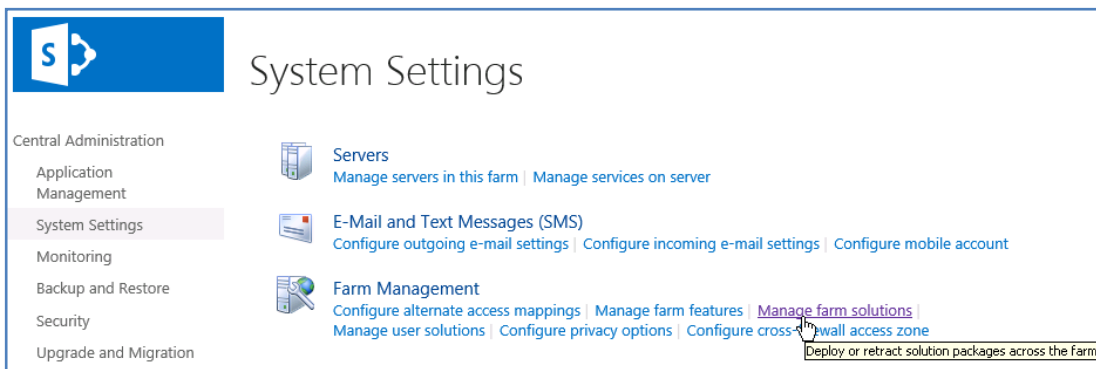 S
System Settings
Central Administration
Application
Management
System Settings
Monitoring
Backup and Restore
Security
Upgrade and Migration
Servers
Manage servers in this farm | Manage services on server
E-Mail and Text Messages (SMS)
Configure outgoing e-mail settings | Configure incoming e-mail settings | Configure mobile account
Farm Management
Configure alternate access mappings | Manage farm features | Manage farm solutions |
Manage user solutions | Configure privacy options | Configure cross-firewall access zone
Deploy or retract solution packages across the farm